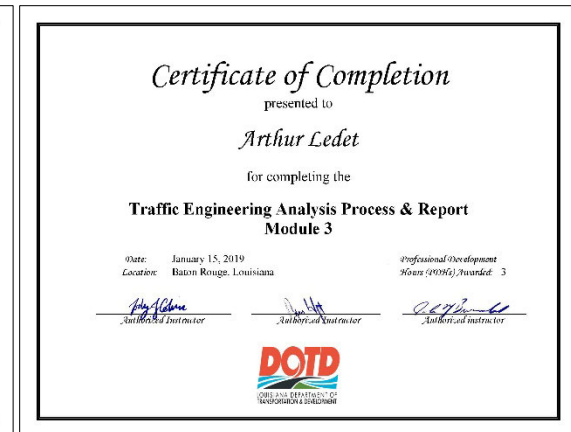 Certificate of Completion
presented to
Arthur Ledet
for completing the
Traffic Engineering Analysis Process & Report
Module 3
Date: January 15, 2019
Location: Baton Rouge, Louisiana
Professional Development
Hours (PDHs) Awarded: 3
Authorized Instructor
Authorized Instructor
Authorized instructor
DOTD
LOUISIANA DEPARTMENT OF
TRANSPORTATION & DEVELOPMENT